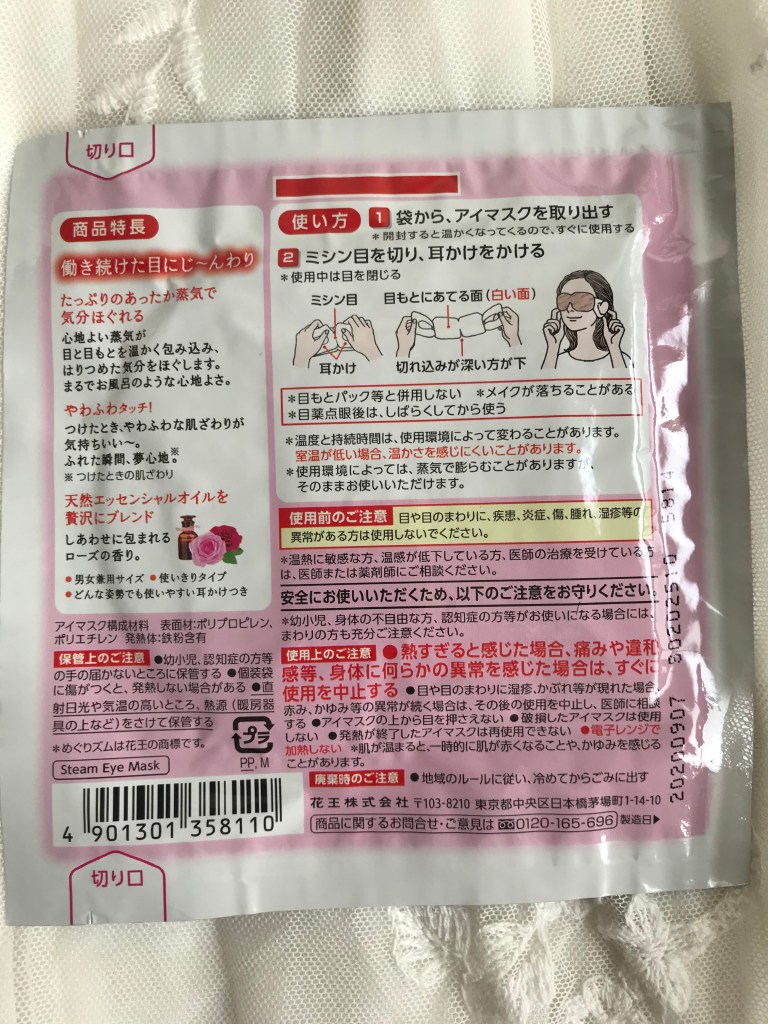 切り口
商品特長
働き続けた目にじ〜んわり
たっぷりのあったか蒸気で
気分ほぐれる
心地よい蒸気が
目と目もとを温かく包み込み、
はりつめた気分をほぐします。
まるでお風呂のような心地よさ。
やわふわタッチ!
つけたとき、やわふわな肌ざわりが
気持ちいい〜。
ふれた瞬間、夢心地。※
※ つけたときの肌ざわり
天然エッセンシャルオイルを
贅沢にブレンド
しあわせに包まれる
ローズの香り。
●男女兼用サイズ ●使いきりタイプ
●どんな姿勢でも使いやすい耳かけつき
アイマスク構成材料 表面材:ポリプロピレン、
ポリエチレン 発熱体:鉄粉含有
保管上のご注意 ●幼小児、認知症の方等
の手の届かないところに保管する ●個装袋
に傷がつくと、発熱しない場合がある ●直
射日光や気温の高いところ、熱源（暖房器
具の上など）をさけて保管する
*めぐりズムは花王の商標です。
Steam Eye Mask
プラ
PP, M
4 901301 358110
切り口
使い方 1 袋から、アイマスクを取り出す
*開封すると温かくなってくるので、すぐに使用する
2 ミシン目を切り、耳かけをかける
*使用中は目を閉じる
ミシン目 目もとにあてる面（白い面）
耳かけ 切れ込みが深い方が下
*目もとパック等と併用しない *メイクが落ちることがある
*目薬点眼後は、しばらくしてから使う
*温度と持続時間は、使用環境によって変わることがあります。
室温が低い場合、温かさを感じにくいことがあります。
*使用環境によっては、蒸気で膨らむことがありますが、
そのままお使いいただけます。
使用前のご注意 目や目のまわりに、疾患、炎症、傷、腫れ、湿疹等の
異常がある方は使用しないでください。
*温熱に敏感な方、温感が低下している方、医師の治療を受けている方
は、医師または薬剤師にご相談ください。
安全にお使いいただくため、以下のご注意をお守りください。
*幼小児、身体の不自由な方、認知症の方等がお使いになる場合には、
まわりの方も充分ご注意ください。
使用上のご注意 ●熱すぎると感じた場合、痛みや違和
感等、身体に何らかの異常を感じた場合は、すぐに
使用を中止する ●目や目のまわりに湿疹、かぶれ等が現れた場合、
赤み、かゆみ等の異常が続く場合は、その後の使用を中止し、医師に相談
する ●アイマスクの上から目を押さえない ●破損したアイマスクは使用
しない ●発熱が終了したアイマスクは再使用できない ●電子レンジで
加熱しない *肌が温まると、一時的に肌が赤くなることや、かゆみを感じる
ことがあります。
廃棄時のご注意 ●地域のルールに従い、冷めてからごみに出す
花王株式会社 〒103-8210 東京都中央区日本橋茅場町1-14-10
商品に関するお問合せ・ご意見は 0120-165-696 製造日▶
20200907